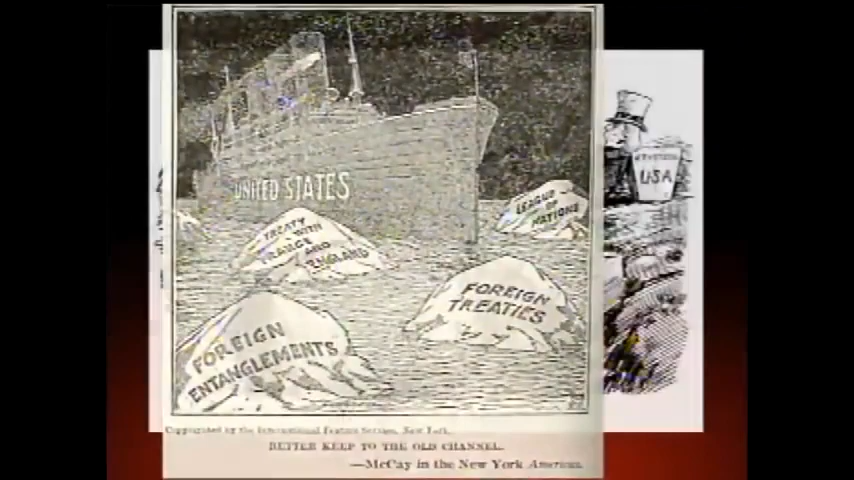 UNITED STATES
LEAGUE
OF
NATIONS
TREATY
WITH
FRANCE
AND
ENGLAND
FOREIGN
TREATIES
FOREIGN
ENTANGLEMENTS
USA
Copyrighted by the International Feature Service, New York.
BETTER KEEP TO THE OLD CHANNEL.
—McCay in the New York American.